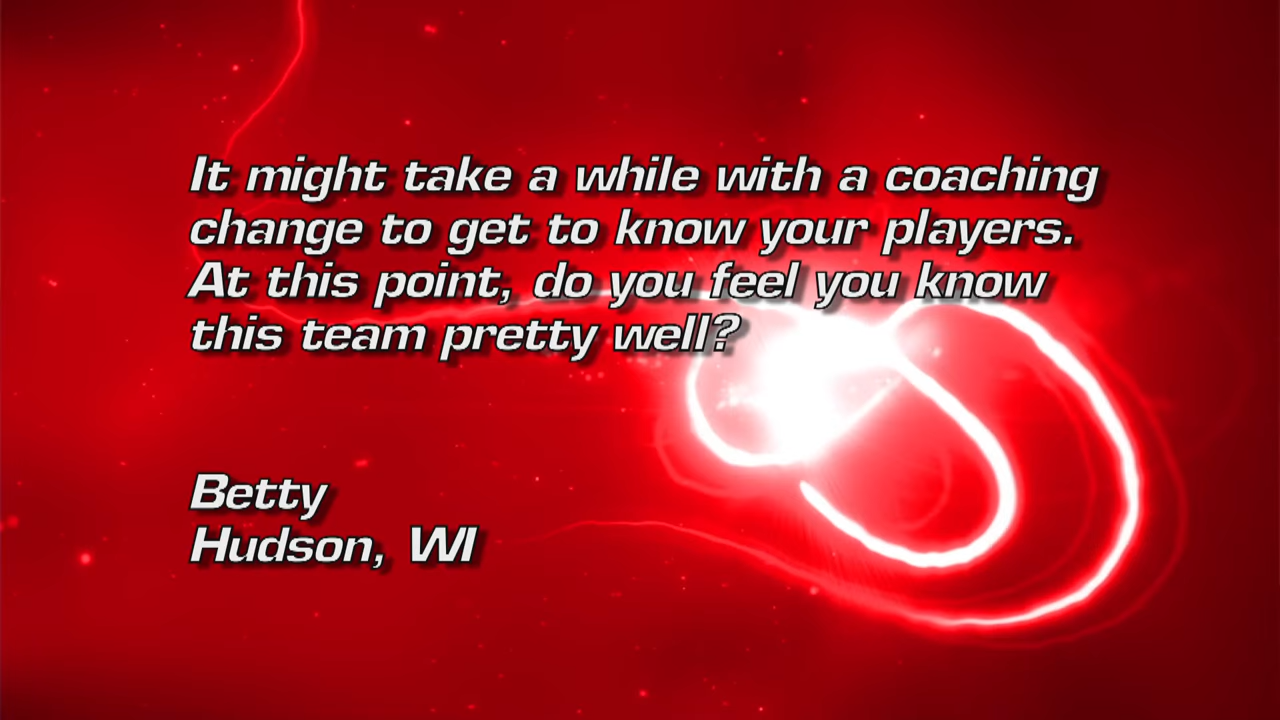 It might take a while with a coaching
change to get to know your players.
At this point, do you feel you know
this team pretty well?
Betty
Hudson, WI